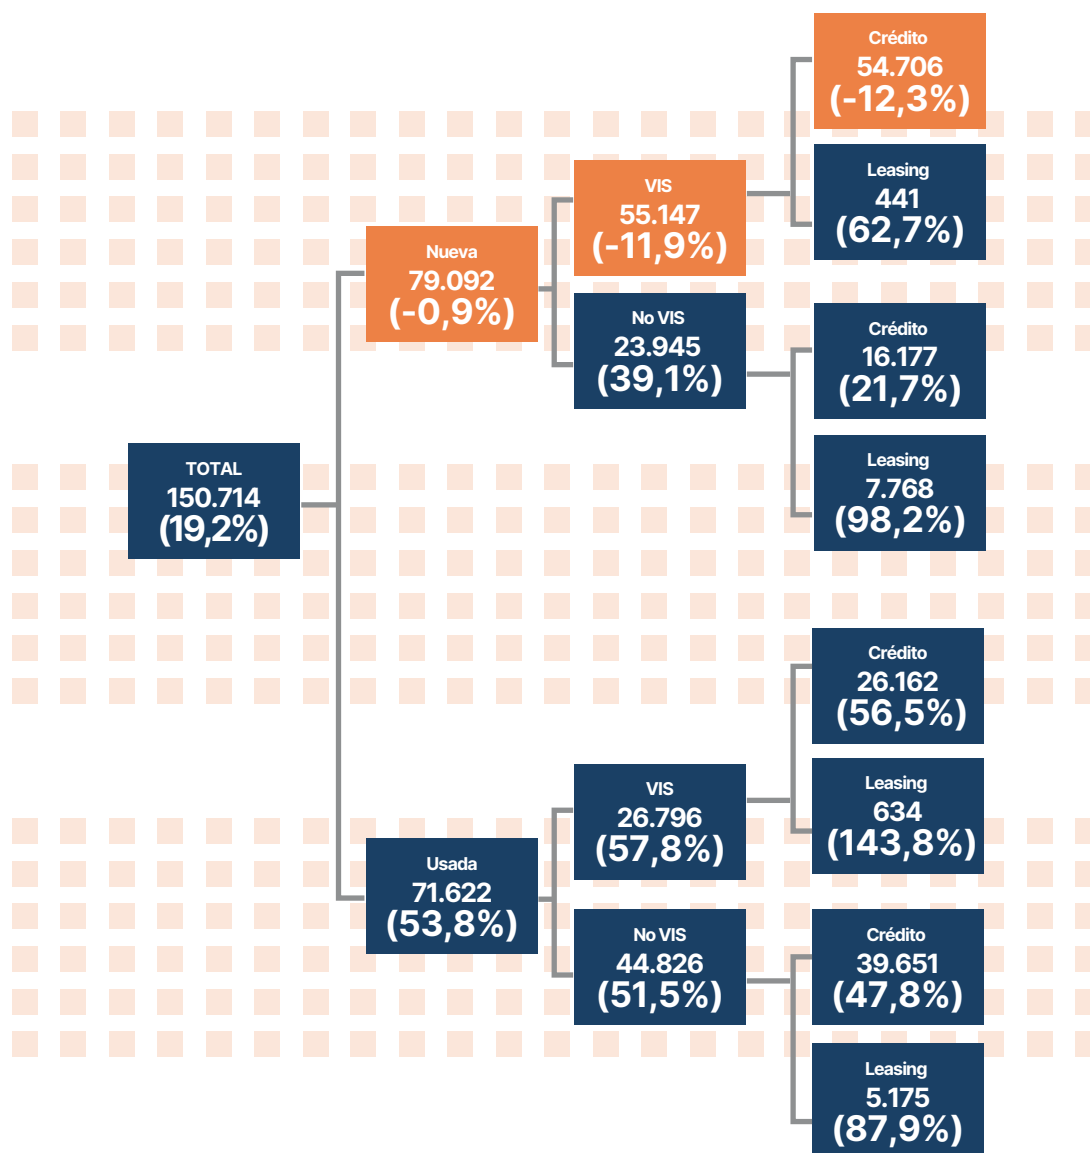 TOTAL
150.714
(19,2%)
Nueva
79.092
(-0,9%)
VIS
55.147
(-11,9%)
Crédito
54.706
(-12,3%)
Leasing
441
(62,7%)
No VIS
23.945
(39,1%)
Crédito
16.177
(21,7%)
Leasing
7.768
(98,2%)
Usada
71.622
(53,8%)
VIS
26.796
(57,8%)
Crédito
26.162
(56,5%)
Leasing
634
(143,8%)
No VIS
44.826
(51,5%)
Crédito
39.651
(47,8%)
Leasing
5.175
(87,9%)